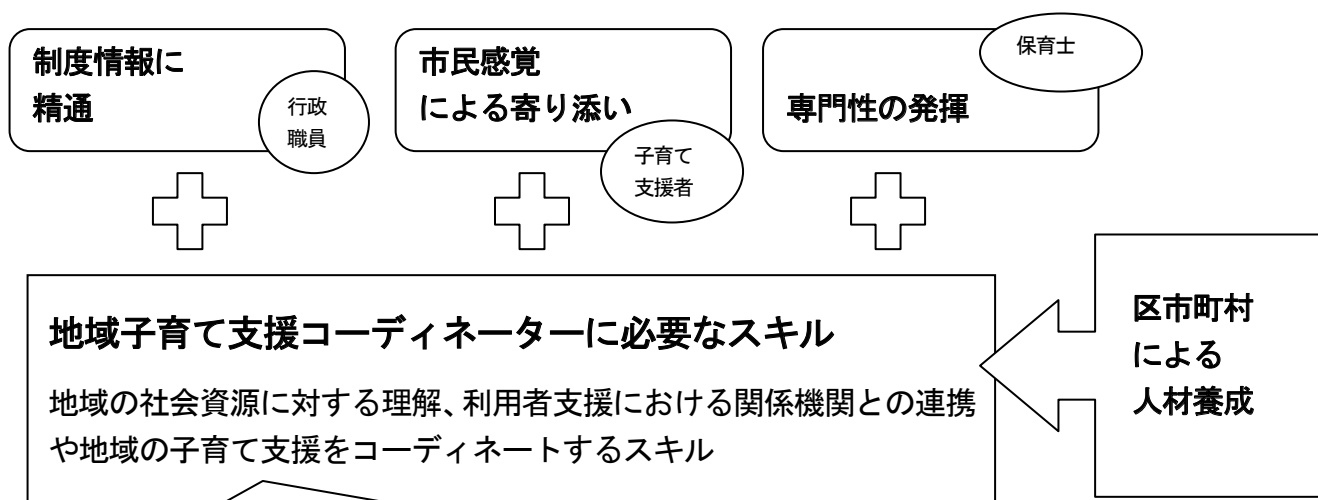 制度情報に
精通
行政
職員
市民感覚
による寄り添い
子育て
支援者
保育士
専門性の発揮
地域子育て支援コーディネーターに必要なスキル
地域の社会資源に対する理解、利用者支援における関係機関との連携
や地域の子育て支援をコーディネートするスキル
区市町村
による
人材養成